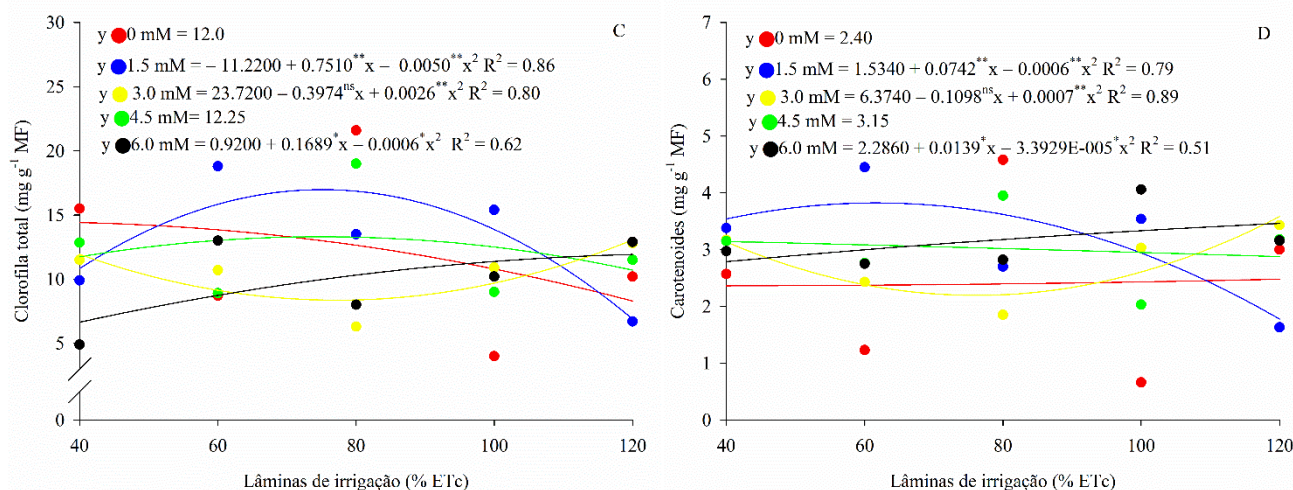 C
y 0 mM = 12.0
y 1.5 mM = – 11.2200 + 0.7510**x – 0.0050**x² R² = 0.86
y 3.0 mM = 23.7200 – 0.3974ⁿˢx + 0.0026**x² R² = 0.80
y 4.5 mM= 12.25
y 6.0 mM = 0.9200 + 0.1689*x – 0.0006*x² R² = 0.62
Clorofila total (mg g⁻¹ MF)
30
25
20
15
10
5
0
40 60 80 100 120
Lâminas de irrigação (% ETc)
D
y 0 mM = 2.40
y 1.5 mM = 1.5340 + 0.0742**x – 0.0006**x² R² = 0.79
y 3.0 mM = 6.3740 – 0.1098ⁿˢx + 0.0007**x² R² = 0.89
y 4.5 mM = 3.15
y 6.0 mM = 2.2860 + 0.0139*x – 3.3929E-005*x² R² = 0.51
Carotenoides (mg g⁻¹ MF)
7
6
5
4
3
2
1
0
40 60 80 100 120
Lâminas de irrigação (% ETc)